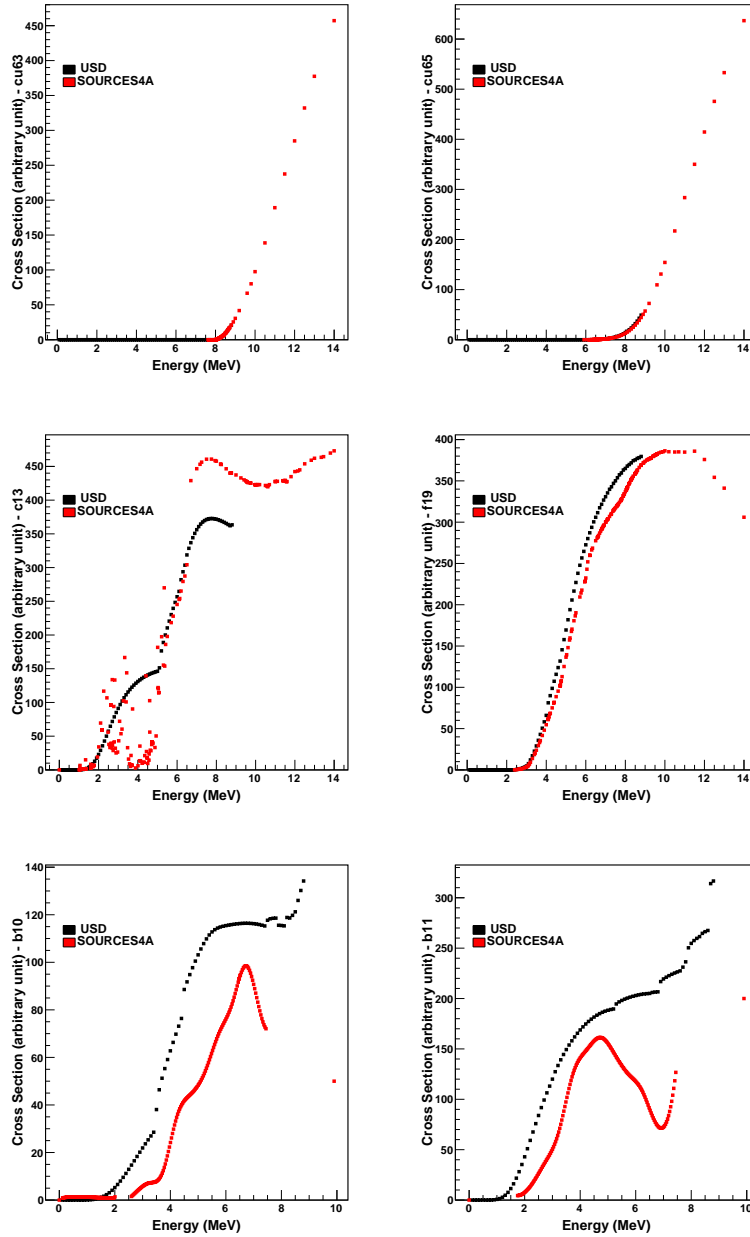 Cross Section (arbitrary unit) - cu63
450
400
350
300
250
200
150
100
50
0
USD
SOURCES4A
0 2 4 6 8 10 12 14
Energy (MeV)
Cross Section (arbitrary unit) - cu65
600
500
400
300
200
100
0
USD
SOURCES4A
0 2 4 6 8 10 12 14
Energy (MeV)
Cross Section (arbitrary unit) - c13
450
400
350
300
250
200
150
100
50
0
USD
SOURCES4A
0 2 4 6 8 10 12 14
Energy (MeV)
Cross Section (arbitrary unit) - f19
400
350
300
250
200
150
100
50
0
USD
SOURCES4A
0 2 4 6 8 10 12 14
Energy (MeV)
Cross Section (arbitrary unit) - b10
140
120
100
80
60
40
20
0
USD
SOURCES4A
0 2 4 6 8 10
Energy (MeV)
Cross Section (arbitrary unit) - b11
300
250
200
150
100
50
0
USD
SOURCES4A
0 2 4 6 8 10
Energy (MeV)